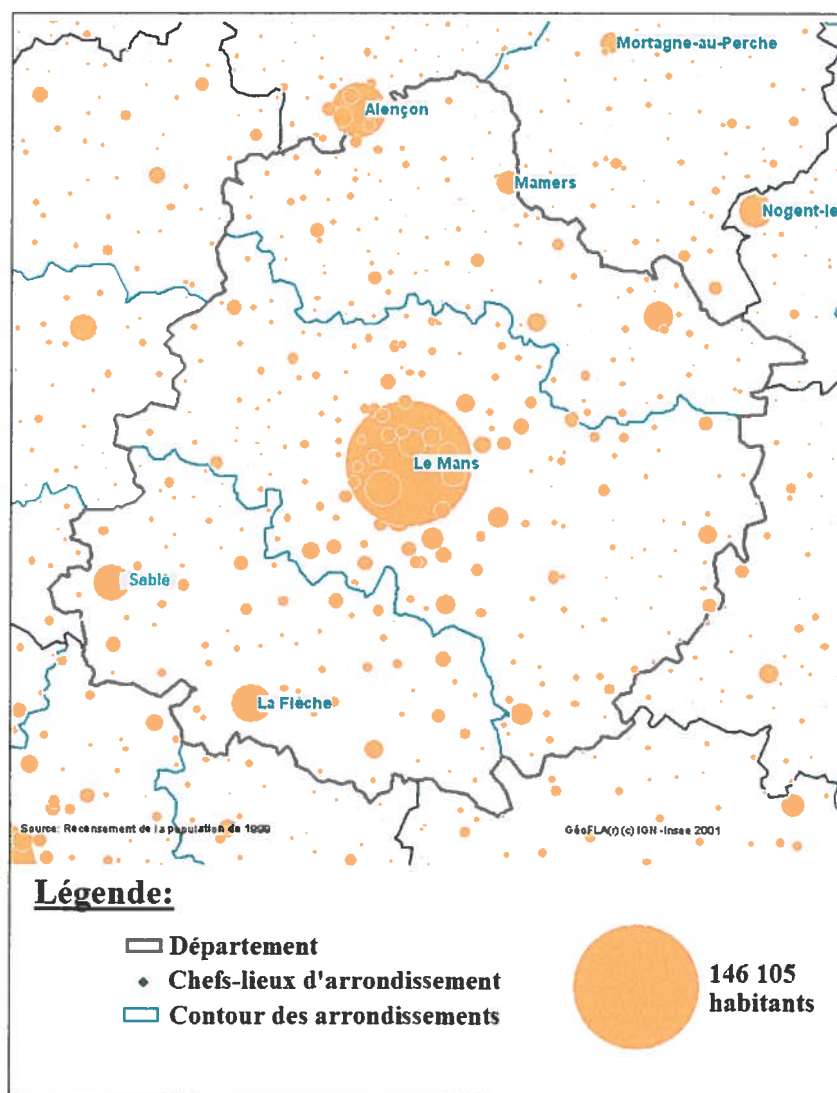 Mortagne-au-Perche
Alençon
Mamers
Nogent-le
Le Mans
Sablé
La Flèche
Source: Recensement de la population de 1999
GéoFLA(r) (c) IGN -Insee 2001
Légende:
Département
Chefs-lieux d'arrondissement
Contour des arrondissements
146 105
habitants